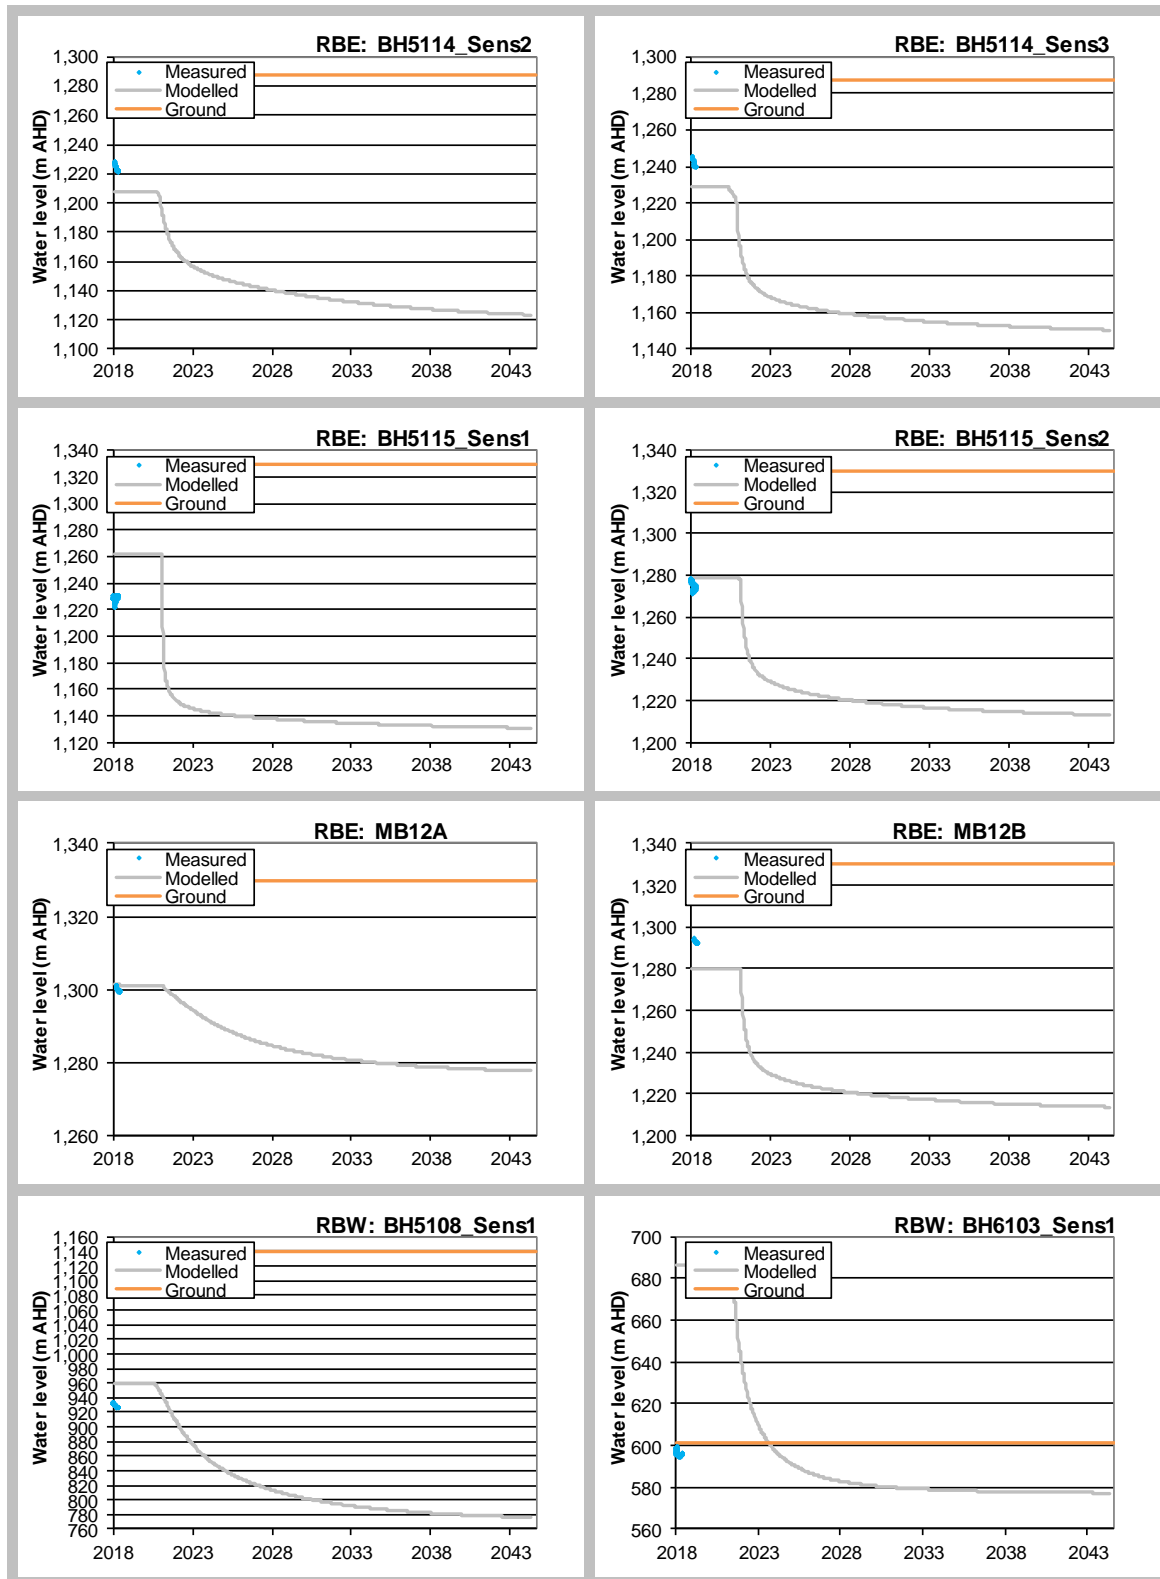 RBE: BH5114_Sens2
Water level (m AHD)
1,300
1,280
1,260
1,240
1,220
1,200
1,180
1,160
1,140
1,120
1,100
Measured
Modelled
Ground
2018 2023 2028 2033 2038 2043
RBE: BH5114_Sens3
Water level (m AHD)
1,300
1,280
1,260
1,240
1,220
1,200
1,180
1,160
1,140
Measured
Modelled
Ground
2018 2023 2028 2033 2038 2043
RBE: BH5115_Sens1
Water level (m AHD)
1,340
1,320
1,300
1,280
1,260
1,240
1,220
1,200
1,180
1,160
1,140
1,120
Measured
Modelled
Ground
2018 2023 2028 2033 2038 2043
RBE: BH5115_Sens2
Water level (m AHD)
1,340
1,320
1,300
1,280
1,260
1,240
1,220
1,200
Measured
Modelled
Ground
2018 2023 2028 2033 2038 2043
RBE: MB12A
Water level (m AHD)
1,340
1,320
1,300
1,280
1,260
Measured
Modelled
Ground
2018 2023 2028 2033 2038 2043
RBE: MB12B
Water level (m AHD)
1,340
1,320
1,300
1,280
1,260
1,240
1,220
1,200
Measured
Modelled
Ground
2018 2023 2028 2033 2038 2043
RBW: BH5108_Sens1
Water level (m AHD)
1,160
1,140
1,120
1,100
1,080
1,060
1,040
1,020
1,000
980
960
940
920
900
880
860
840
820
800
780
760
Measured
Modelled
Ground
2018 2023 2028 2033 2038 2043
RBW: BH6103_Sens1
Water level (m AHD)
700
680
660
640
620
600
580
560
Measured
Modelled
Ground
2018 2023 2028 2033 2038 2043